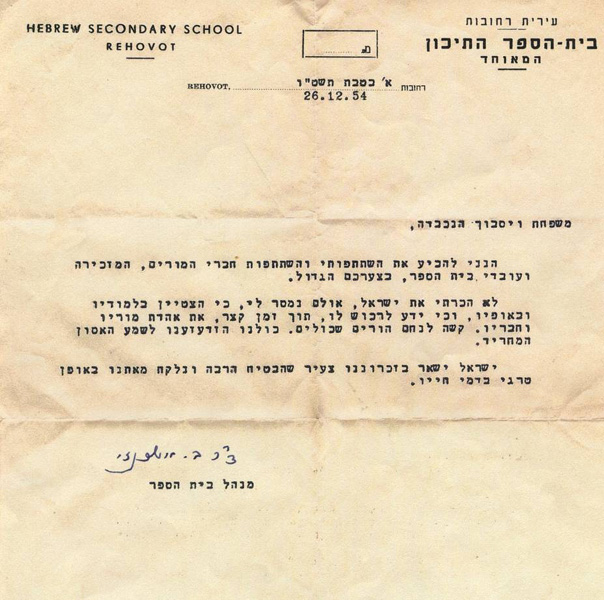 עירית רחובות
HEBREW SECONDARY SCHOOL
בית-הספר התיכון
REHOVOT
המאוחד
מס.
REHOVOT, א' בטבת תשט"ו רחובות
26.12.54
משפחת ויסבוך הנכבדה,
הנני להביע את השתתפותי והשתתפות חברי המורים, המזכירה
ועובדי בית הספר, בצערכם הגדול.
לא הכרתי את ישראל, אולם נמסר לי, כי הצטיין בלמודיו
ובאופיו, וכי ידע לרכוש לו, תוך זמן קצר, את אהדת מוריו
וחבריו. קשה לנחם הורים שכולים. כולנו הזדעזענו לשמע האסון
המחריד.
ישראל ישאר בזכרוננו צעיר שהבטיח הרבה ונלקח מאתנו באופן
טרגי בדמי חייו.
ב.
מנהל בית הספר